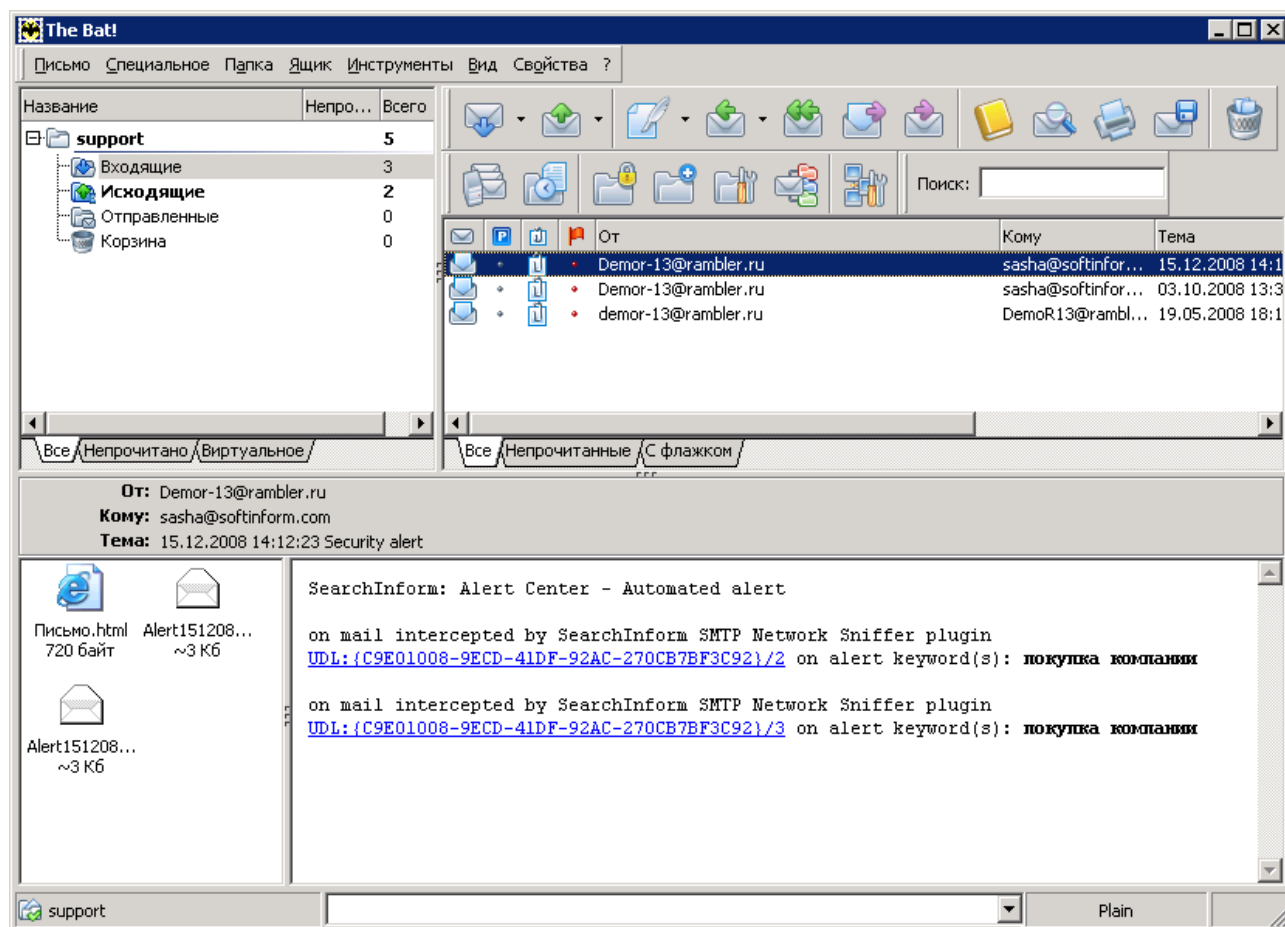 The Bat!
Письмо Специальное Папка Ящик Инструменты Вид Свойства ?
Название Непро... Всего
support 5
Входящие 3
Исходящие 2
Отправленные 0
Корзина 0
Поиск:
От Кому Тема
Demor-13@rambler.ru sasha@softinfor... 15.12.2008 14:1
Demor-13@rambler.ru sasha@softinfor... 03.10.2008 13:3
demor-13@rambler.ru DemoR13@rambl... 19.05.2008 18:1
Все Непрочитано Виртуальное
Все Непрочитанные С флажком
От: Demor-13@rambler.ru
Кому: sasha@softinform.com
Тема: 15.12.2008 14:12:23 Security alert
Письмо.html
720 байт
Alert151208...
~3 Кб
Alert151208...
~3 Кб
SearchInform: Alert Center - Automated alert
on mail intercepted by SearchInform SMTP Network Sniffer plugin
UDL:{C9E01008-9ECD-41DF-92AC-270CB7BF3C92}/2 on alert keyword(s): покупка компании
on mail intercepted by SearchInform SMTP Network Sniffer plugin
UDL:{C9E01008-9ECD-41DF-92AC-270CB7BF3C92}/3 on alert keyword(s): покупка компании
support
Plain